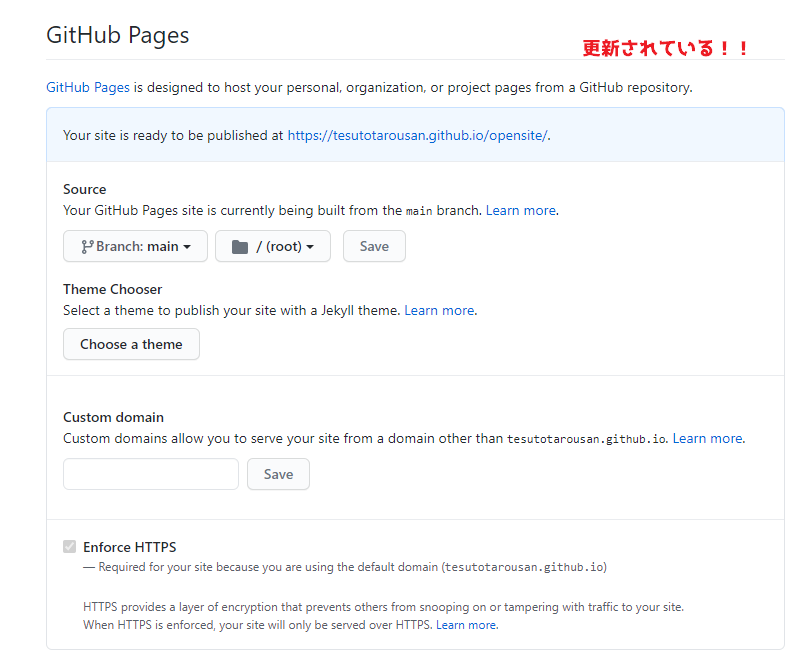 GitHub Pages
更新されている！！
GitHub Pages is designed to host your personal, organization, or project pages from a GitHub repository.
Your site is ready to be published at https://tesutotarousan.github.io/opensite/.
Source
Your GitHub Pages site is currently being built from the main branch. Learn more.
Branch: main
/ (root)
Save
Theme Chooser
Select a theme to publish your site with a Jekyll theme. Learn more.
Choose a theme
Custom domain
Custom domains allow you to serve your site from a domain other than tesutotarousan.github.io. Learn more.
Save
Enforce HTTPS
— Required for your site because you are using the default domain (tesutotarousan.github.io)
HTTPS provides a layer of encryption that prevents others from snooping on or tampering with traffic to your site.
When HTTPS is enforced, your site will only be served over HTTPS. Learn more.